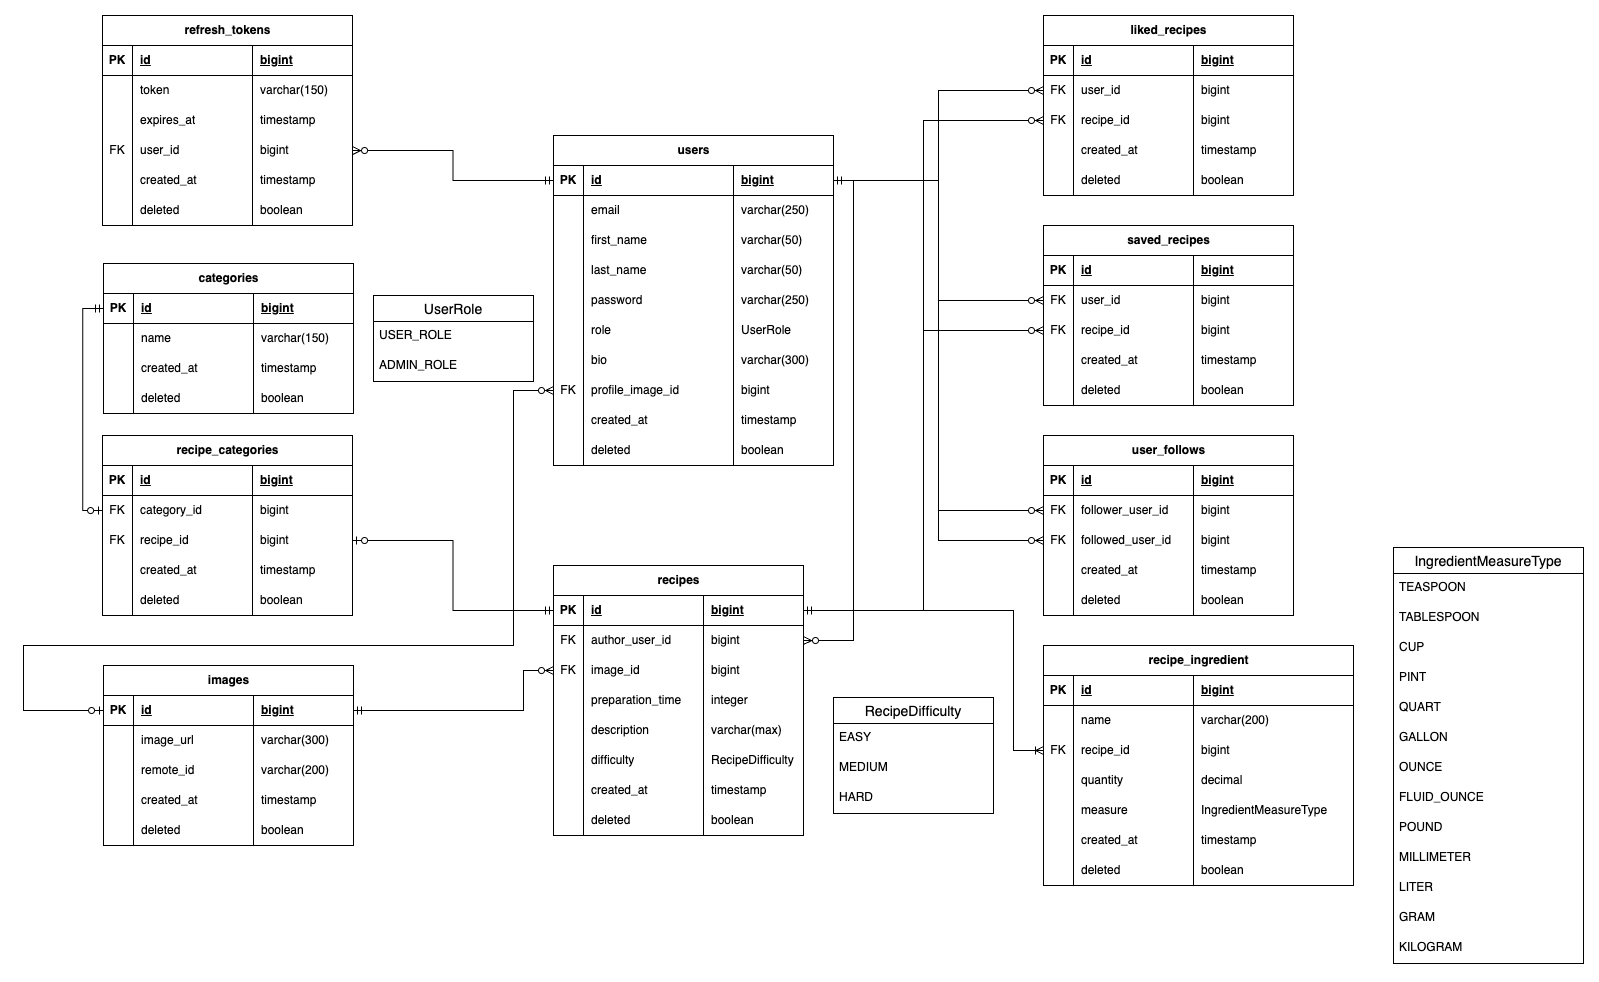 refresh_tokens
PK id bigint
token varchar(150)
expires_at timestamp
FK user_id bigint
created_at timestamp
deleted boolean
categories
PK id bigint
name varchar(150)
created_at timestamp
deleted boolean
recipe_categories
PK id bigint
FK category_id bigint
FK recipe_id bigint
created_at timestamp
deleted boolean
images
PK id bigint
image_url varchar(300)
remote_id varchar(200)
created_at timestamp
deleted boolean
UserRole
USER_ROLE
ADMIN_ROLE
users
PK id bigint
email varchar(250)
first_name varchar(50)
last_name varchar(50)
password varchar(250)
role UserRole
bio varchar(300)
FK profile_image_id bigint
created_at timestamp
deleted boolean
recipes
PK id bigint
FK author_user_id bigint
FK image_id bigint
preparation_time integer
description varchar(max)
difficulty RecipeDifficulty
created_at timestamp
deleted boolean
RecipeDifficulty
EASY
MEDIUM
HARD
liked_recipes
PK id bigint
FK user_id bigint
FK recipe_id bigint
created_at timestamp
deleted boolean
saved_recipes
PK id bigint
FK user_id bigint
FK recipe_id bigint
created_at timestamp
deleted boolean
user_follows
PK id bigint
FK follower_user_id bigint
FK followed_user_id bigint
created_at timestamp
deleted boolean
recipe_ingredient
PK id bigint
name varchar(200)
FK recipe_id bigint
quantity decimal
measure IngredientMeasureType
created_at timestamp
deleted boolean
IngredientMeasureType
TEASPOON
TABLESPOON
CUP
PINT
QUART
GALLON
OUNCE
FLUID_OUNCE
POUND
MILLIMETER
LITER
GRAM
KILOGRAM